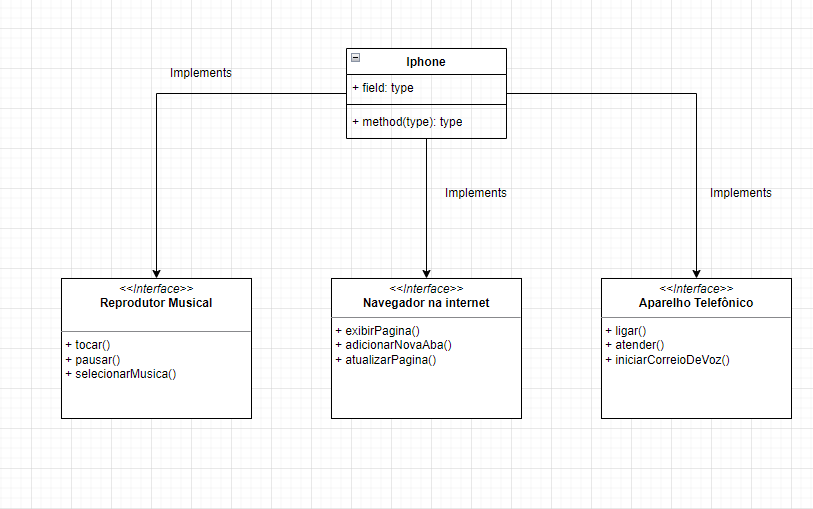 Iphone
+ field: type
+ method(type): type
Implements
Implements
Implements
<<Interface>>
Reprodutor Musical
+ tocar()
+ pausar()
+ selecionarMusica()
<<Interface>>
Navegador na internet
+ exibirPagina()
+ adicionarNovaAba()
+ atualizarPagina()
<<Interface>>
Aparelho Telefônico
+ ligar()
+ atender()
+ iniciarCorreioDeVoz()